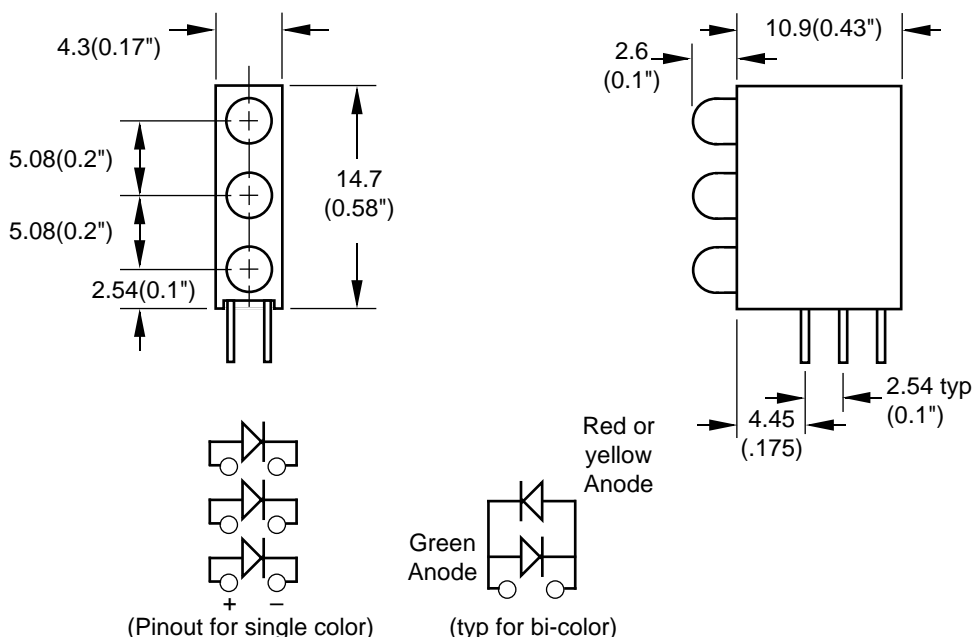 4.3(0.17")
10.9(0.43")
2.6
(0.1")
5.08(0.2")
14.7
(0.58")
5.08(0.2")
2.54(0.1")
2.54 typ
(0.1")
4.45
(.175)
Red or
yellow
Anode
Green
Anode
+ –
(Pinout for single color)
(typ for bi-color)